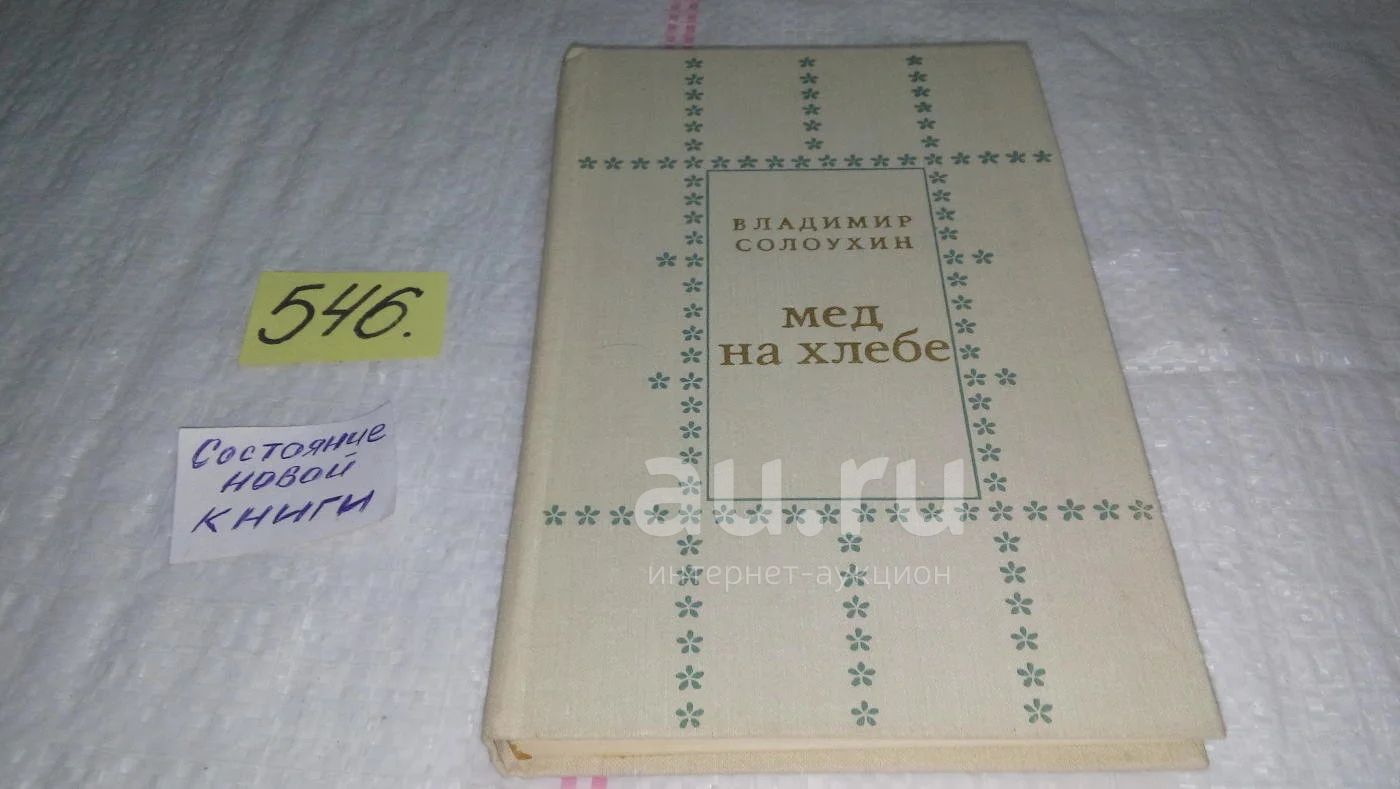 ВЛАДИМИР
СОЛОУХИН
мед
на хлебе
546.
Состояние
новой
книги
au.ru
интернет-аукцион